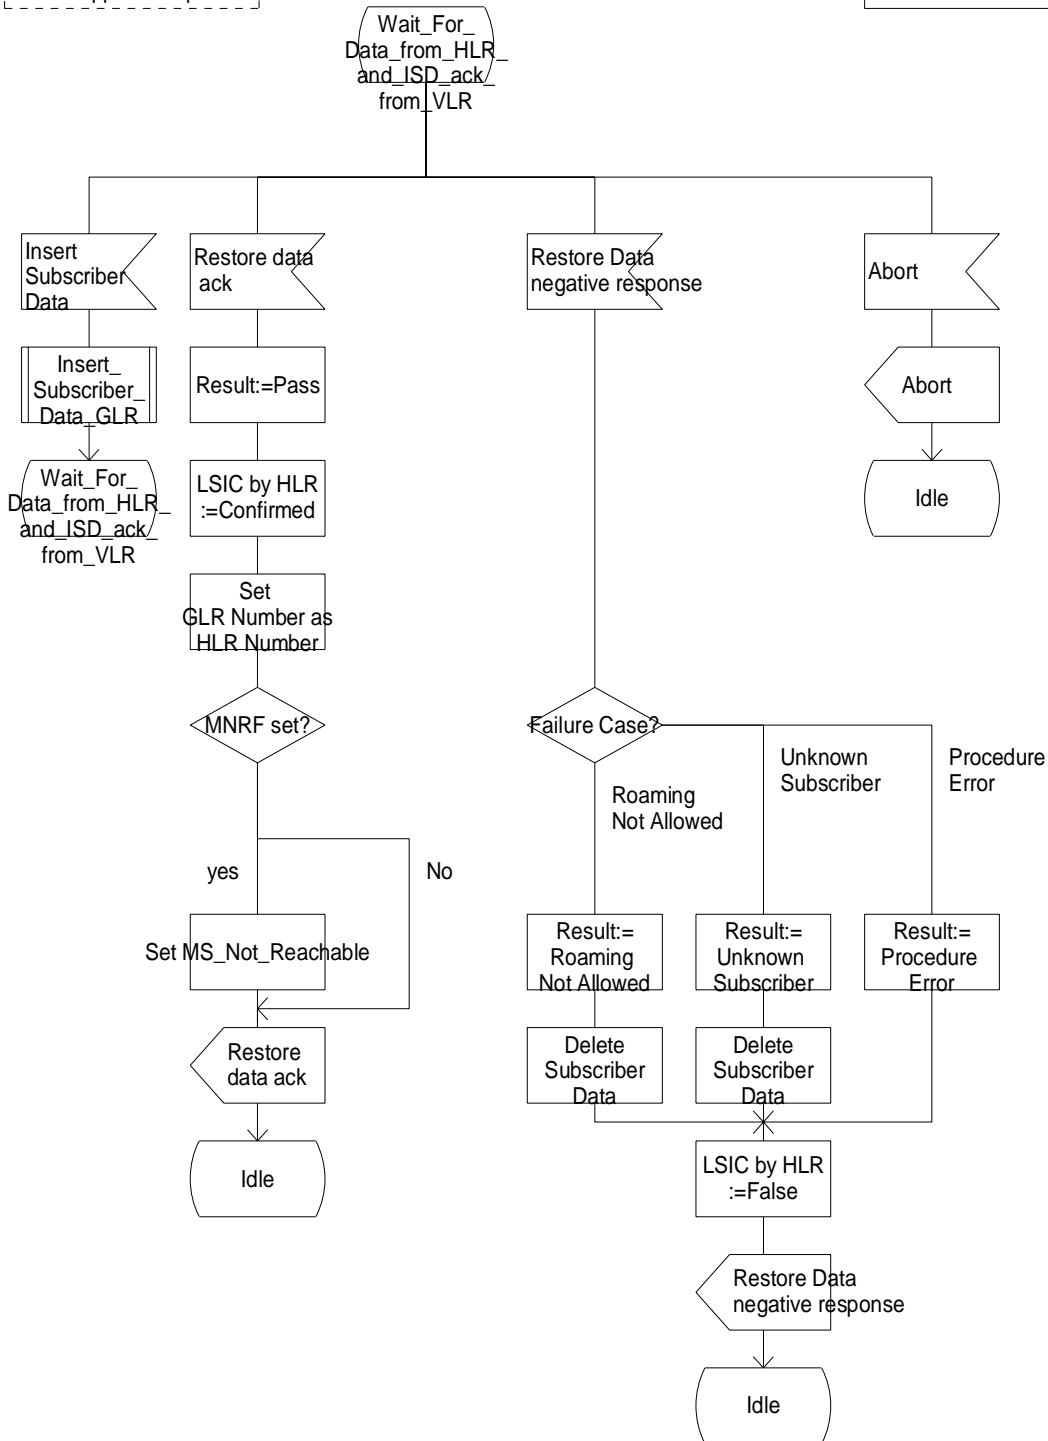 Wait_For_
Data_from_HLR_
and_ISD_ack_
from_VLR
Insert
Subscriber
Data
Restore data
ack
Restore Data
negative response
Abort
Insert_
Subscriber_
Data_GLR
Result:=Pass
Abort
Wait_For_
Data_from_HLR_
and_ISD_ack_
from_VLR
LSIC by HLR
:=Confirmed
Idle
Set
GLR Number as
HLR Number
MNRF set?
Failure Case?
Roaming
Not Allowed
Unknown
Subscriber
Procedure
Error
yes
No
Set MS_Not_Reachable
Result:=
Roaming
Not Allowed
Result:=
Unknown
Subscriber
Result:=
Procedure
Error
Restore
data ack
Delete
Subscriber
Data
Delete
Subscriber
Data
Idle
LSIC by HLR
:=False
Restore Data
negative response
Idle